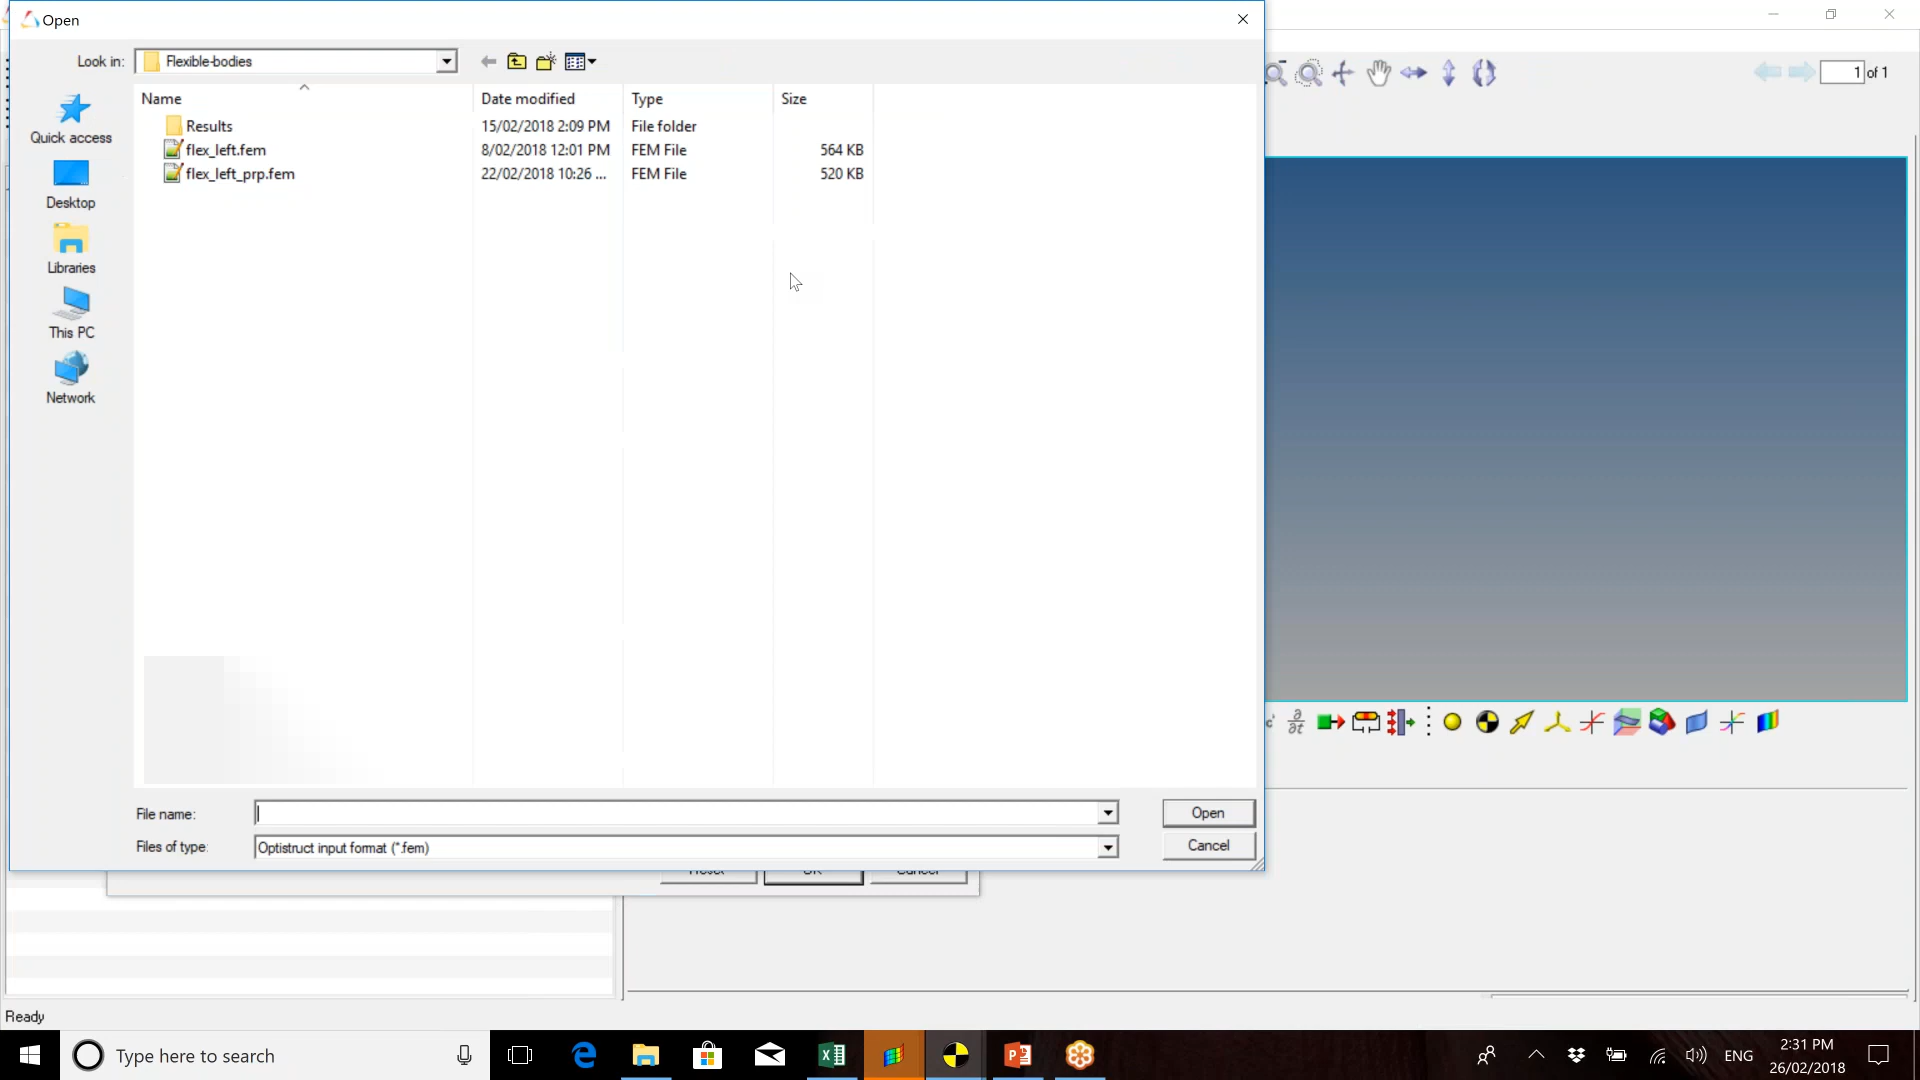 Open
Look in:
Flexible-bodies
1 of 1
Name
Date modified
Type
Size
Results
15/02/2018 2:09 PM
File folder
flex_left.fem
8/02/2018 12:01 PM
FEM File
564 KB
flex_left_prp.fem
22/02/2018 10:26 ...
FEM File
520 KB
Quick access
Desktop
Libraries
This PC
Network
File name:
Open
Files of type:
Optistruct input format (*.fem)
Cancel
Reset
OK
Cancel
Ready
Type here to search
ENG
2:31 PM
26/02/2018